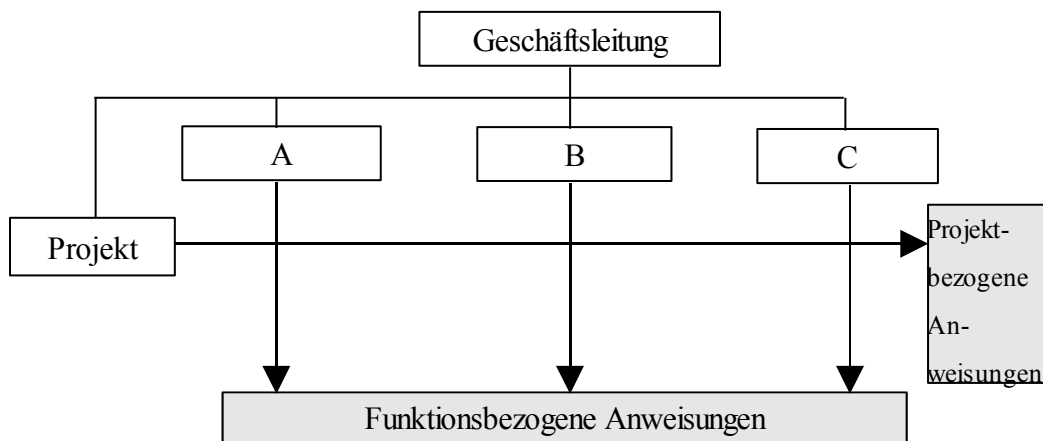 Geschäftsleitung
A
B
C
Projekt
Projekt-
bezogene
An-
weisungen
Funktionsbezogene Anweisungen